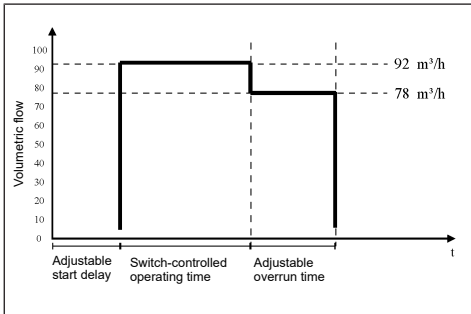 Volumetric flow
100
90
80
70
60
50
40
30
20
10
0
92 m³/h
78 m³/h
t
Adjustable
start delay
Switch-controlled
operating time
Adjustable
overrun time